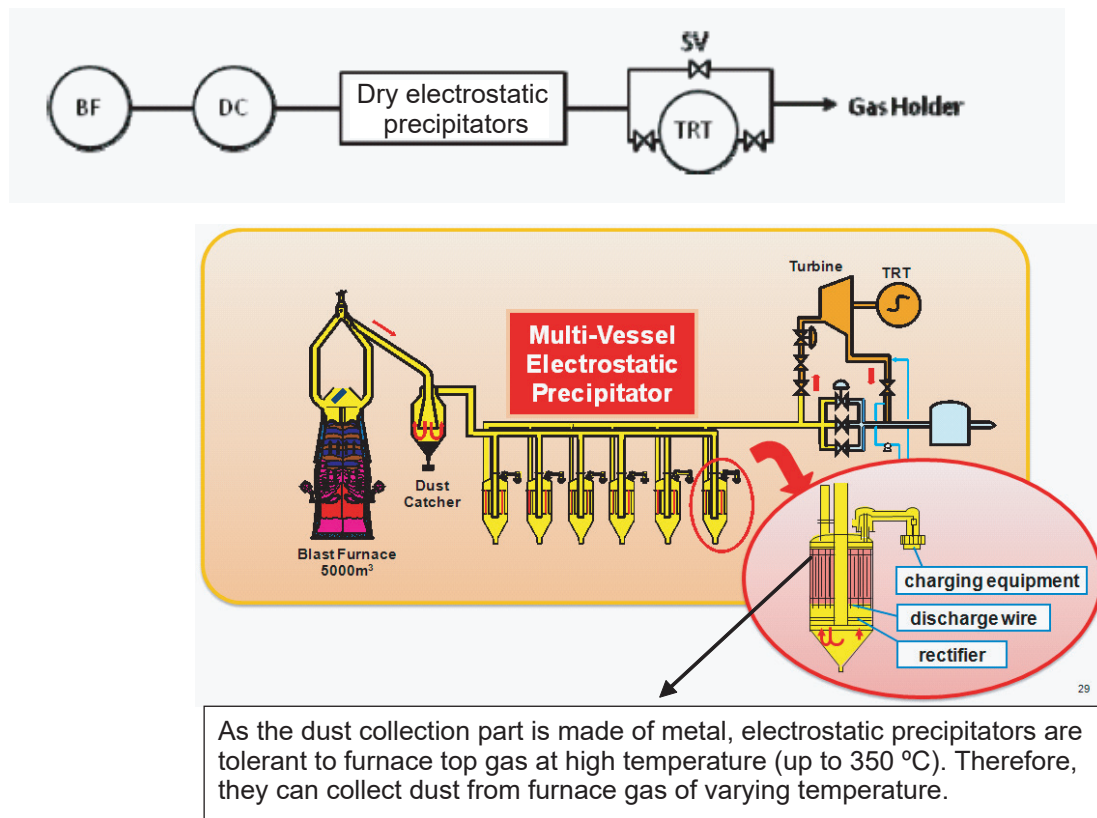 SV
BF
DC
Dry electrostatic
precipitators
TRT
Gas Holder
Turbine
TRT
Multi-Vessel
Electrostatic
Precipitator
Dust
Catcher
Blast Furnace
5000m³
charging equipment
discharge wire
rectifier
29
As the dust collection part is made of metal, electrostatic precipitators are
tolerant to furnace top gas at high temperature (up to 350 ºC). Therefore,
they can collect dust from furnace gas of varying temperature.